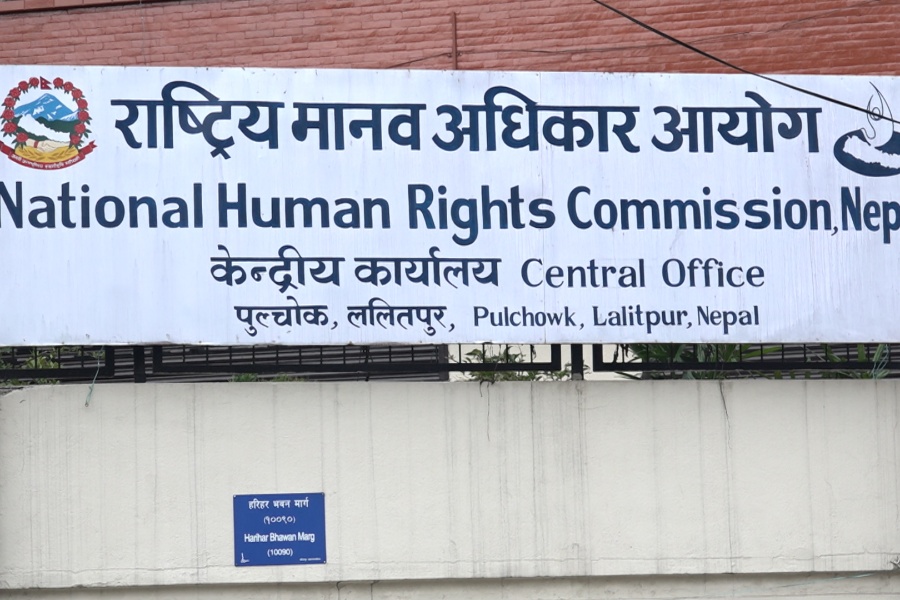 राष्ट्रिय मानव अधिकार आयोग
National Human Rights Commission, Nep
केन्द्रीय कार्यालय Central Office
पुल्चोक, ललितपुर, Pulchowk, Lalitpur, Nepal
हरिहर भवन मार्ग
(१००९०)
Harihar Bhawan Marg
(10090)